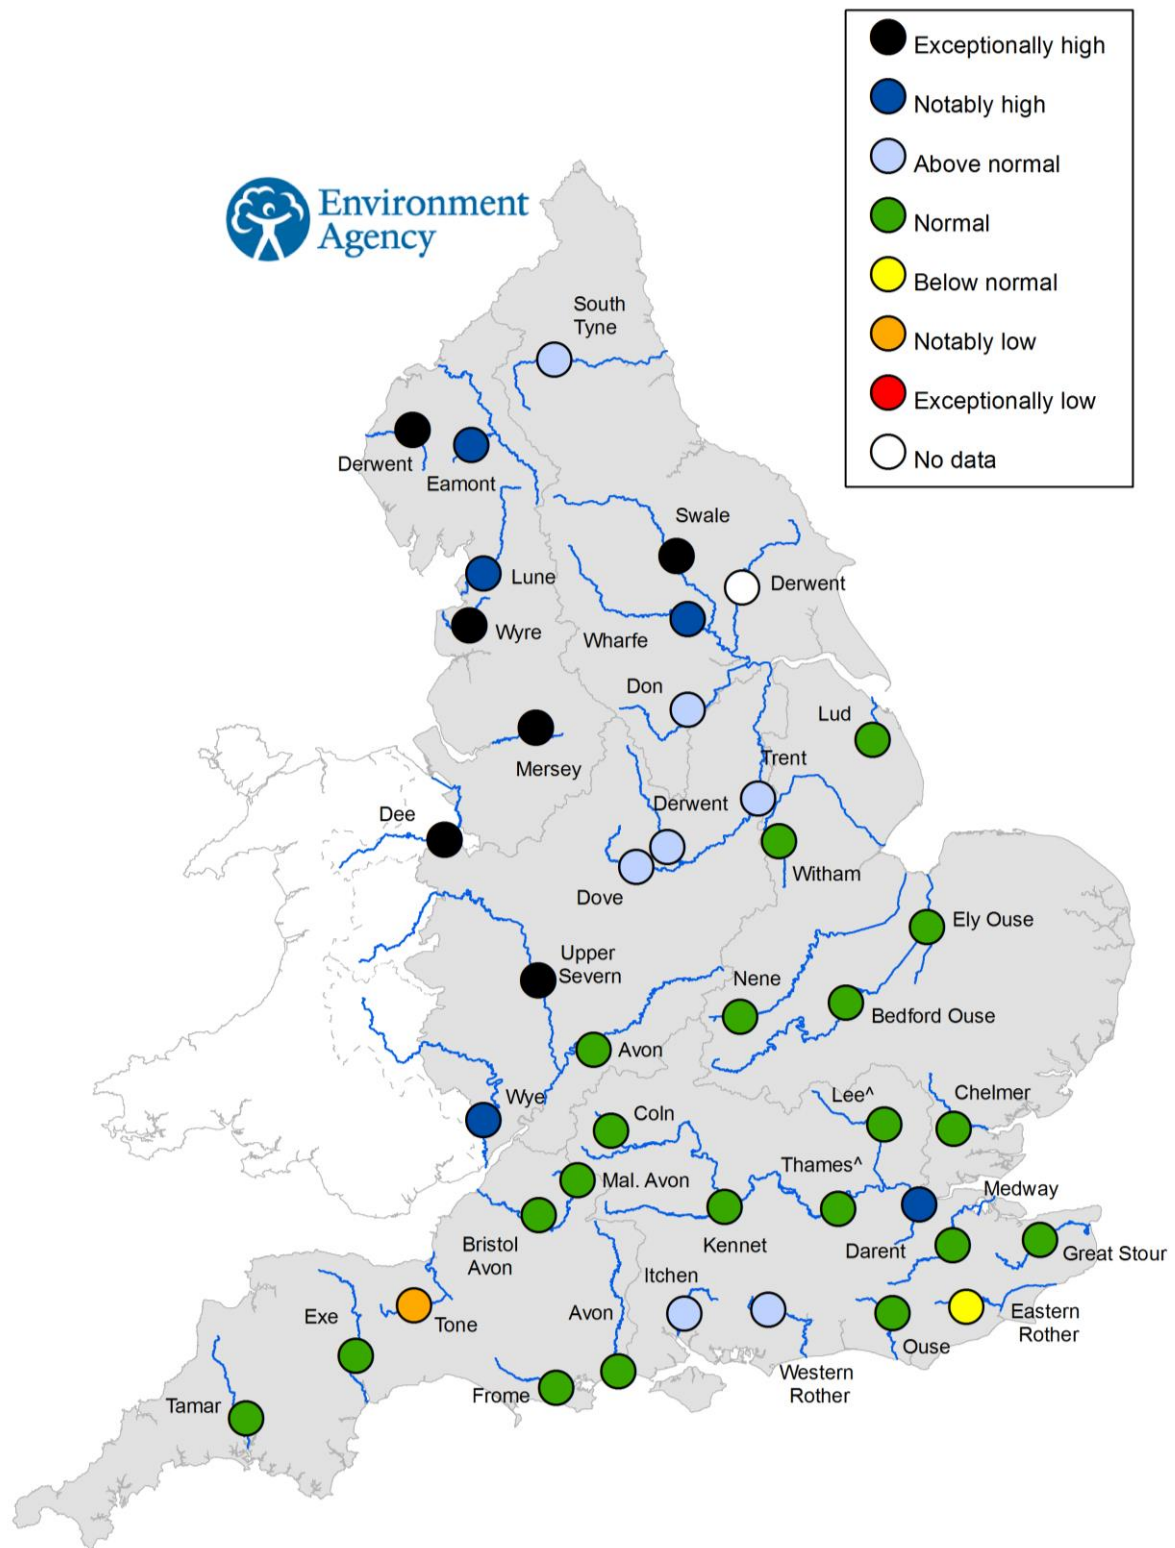 Exceptionally high
Notably high
Above normal
Normal
Below normal
Notably low
Exceptionally low
No data
Environment
Agency
South
Tyne
Derwent
Eamont
Swale
Lune
Derwent
Wyre
Wharfe
Don
Lud
Mersey
Trent
Dee
Derwent
Witham
Dove
Ely Ouse
Upper
Severn
Nene
Bedford Ouse
Avon
Wye
Coln
Lee^
Chelmer
Thames^
Mal. Avon
Medway
Bristol
Avon
Kennet
Darent
Great Stour
Itchen
Exe
Tone
Avon
Eastern
Rother
Ouse
Western
Rother
Frome
Tamar